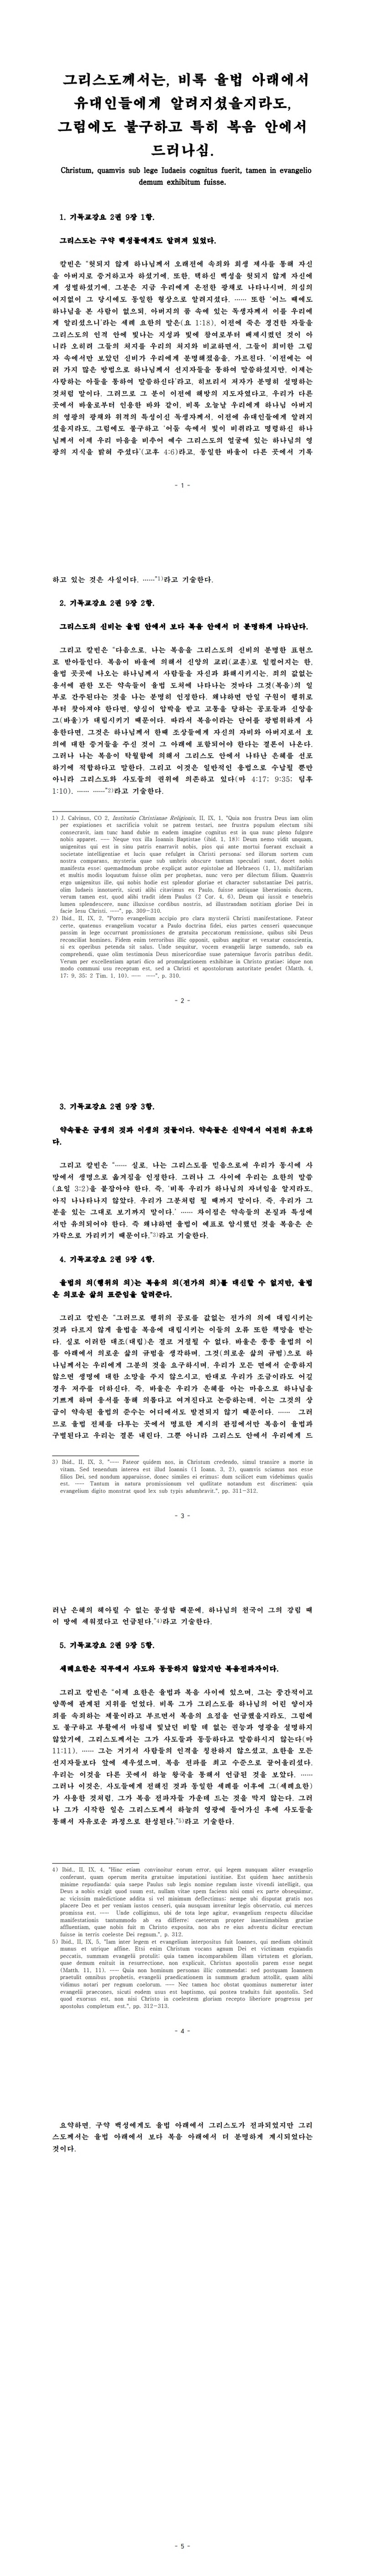 그리스도께서는, 비록 율법 아래에서
유대인들에게 알려지셨을지라도,
그럼에도 불구하고 특히 복음 안에서
드러나심.
Christum, quamvis sub lege Iudaeis cognitus fuerit, tamen in evangelio
demum exhibitum fuisse.
1. 기독교강요 2권 9장 1항.
그리스도는 구약 백성들에게도 알려져 있었다.
칼빈은 "헛되지 않게 하나님께서 오래전에 속죄와 희생 제사를 통해 자신
을 아버지로 증거하고자 하셨기에, 또한, 택하신 백성을 헛되지 않게 자신에
게 성별하셨기에, 그분은 지금 우리에게 온전한 광채로 나타나시며, 의심의
여지없이 그 당시에도 동일한 형상으로 알려지셨다. …… 또한 '어느 때에도
하나님을 본 사람이 없으되, 아버지의 품 속에 있는 독생자께서 이를 우리에
게 알리셨으니'라는 세례 요한의 말은(요 1:18), 이전에 죽은 경건한 자들을
그리스도의 인격 안에 빛나는 지성과 빛에 참여로부터 배제시켰던 것이 아
니라 오히려 그들의 처지를 우리의 처지와 비교하면서, 그들이 희미한 그림
자 속에서만 보았던 신비가 우리에게 분명해졌음을, 가르친다. '이전에는 여
러 가지 많은 방법으로 하나님께서 선지자들을 통하여 말씀하셨지만, 이제는
사랑하는 아들을 통하여 말씀하신다'라고, 히브리서 저자가 분명히 설명하는
것처럼 말이다. 그러므로 그 분이 이전에 해방의 지도자였다고, 우리가 다른
곳에서 바울로부터 인용한 바와 같이, 비록 오늘날 우리에게 하나님 아버지
의 영광의 광채와 위격의 특성이신 독생자께서, 이전에 유대인들에게 알려지
셨을지라도, 그럼에도 불구하고 '어둠 속에서 빛이 비취라고 명령하신 하나
님께서 이제 우리 마음을 비추어 예수 그리스도의 얼굴에 있는 하나님의 영
광의 지식을 밝혀 주셨다'(고후 4:6)라고, 동일한 바울이 다른 곳에서 기록
- 1 -
하고 있는 것은 사실이다. ……"1)라고 기술한다.
2. 기독교강요 2권 9장 2항.
그리스도의 신비는 율법 안에서 보다 복음 안에서 더 분명하게 나타난다.
그리고 칼빈은 "다음으로, 나는 복음을 그리스도의 신비의 분명한 표현으
로 받아들인다. 복음이 바울에 의해서 신앙의 교리(교훈)로 일컬어지는 한,
율법 곳곳에 나오는 하나님께서 사람들을 자신과 화해시키시는, 죄의 값없는
용서에 관한 모든 약속들이 율법 도처에 나타나는 것마다 그것(복음)의 일
부로 간주된다는 것을 나는 분명히 인정한다. 왜냐하면 만일 구원이 행위로
부터 찾아져야 한다면, 양심이 압박을 받고 고통을 당하는 공포들과 신앙을
그(바울)가 대립시키기 때문이다. 따라서 복음이라는 단어를 광범위하게 사
용한다면, 그것은 하나님께서 한때 조상들에게 자신의 자비와 아버지로서 호
의에 대한 증거들을 주신 것이 그 아래에 포함되어야 한다는 결론이 나온다.
그러나 나는 복음이 탁월함에 의해서 그리스도 안에서 나타난 은혜를 선포
하기에 적합하다고 말한다. 그리고 이것은 일반적인 용법으로 수납될 뿐만
아니라 그리스도와 사도들의 권위에 의존하고 있다(마 4:17; 9:35; 딤후
1:10). …… ……"2)라고 기술한다.
1) J. Calvinus, CO 2, Institutio Christianae Religionis, II, IX, 1, "Quia non frustra Deus iam olim
per expiationes et sacrificia voluit se patrem testari, nec frustra populum electum sibi
consecravit, iam tunc haud dubie in eadem imagine cognitus est in qua nunc pleno fulgore
nobis apparet. …… Neque vox illa Ioannis Baptistae (Ioh. 1, 18): Deum nemo vidit unquam,
unigenitus qui est in sinu patris enarravit nobis, pios qui ante mortui fuerant excludit a
societate intelligentiae et lucis quae refulget in Christi persona; sed illorum sortem cum
nostra comparans, mysteria quae sub umbris obscure tantum speculati sunt, docet nobis
manifesta esse; quemadmodum probe explicat autor epistolae ad Hebraeos (1, 1), multifariam
et multis modis loquutum fuisse olim per prophetas, nunc vero per dilectum filium. Quamvis
ergo unigenitus ille, qui nobis hodie est splendor gloriae et character substantiae Dei patris,
olim Iudaeis innotuerit, sicuti alibi citavimus ex Paulo, fuisse antiquae liberationis ducem,
verum tamen est, quod alibi tradit idem Paulus (2 Cor. 4, 6), Deum qui iussit e tenebris
lumen splendescere, nunc illuxisse cordibus nostris, ad illustrandam notitiam gloriae Dei in
facie Iesu Christi. ……", pp. 309-310.
2) Ibid., II, IX, 2, "Porro evangelium accipio pro clara mysterii Christi manifestatione. Fateor
certe, quatenus evangelium vocatur a Paulo doctrina fidei, eius partes censeri quaecunque
passim in lege occurrunt promissiones de gratuita peccatorum remissione, quibus sibi Deus
reconciliat homines. Fidem enim terroribus illic opponit, quibus angitur et vexatur conscientia,
si ex operibus petenda sit salus. Unde sequitur, vocem evangelii large sumendo, sub ea
comprehendi, quae olim testimonia Deus misericordiae suae paternique favoris patribus dedit.
Verum per excellentiam aptari dico ad promulgationem exhibitae in Christo gratiae; idque non
modo communi usu receptum est, sed a Christi et apostolorum autoritate pendet (Matth. 4,
17; 9, 35; 2 Tim. 1, 10). …… ……", p. 310.
- 2 -
3. 기독교강요 2권 9장 3항.
약속들은 금생의 것과 이생의 것들이다. 약속들은 신약에서 여전히 유효하
다.
그리고 칼빈은 "…… 실로, 나는 그리스도를 믿음으로써 우리가 동시에 사
망에서 생명으로 옮겨짐을 인정한다. 그러나 그 사이에 우리는 요한의 말씀
(요일 3:2)을 붙잡아야 한다. 즉, '비록 우리가 하나님의 자녀임을 알지라도,
아직 나타나지 않았다. 우리가 그분처럼 될 때까지 말이다. 즉, 우리가 그
분을 있는 그대로 볼 때까지 말이다.' …… 차이점은 약속들의 본질과 특성에
서만 유의되어야 한다. 즉 왜냐하면 율법이 예표로 암시했던 것을 복음은 손
가락으로 가리키기 때문이다."3)라고 기술한다.
4. 기독교강요 2권 9장 4항.
율법의 의(행위의 의)는 복음의 의(전가의 의)를 대신할 수 없지만, 율법
은 의로운 삶의 표준임을 알려준다.
그리고 칼빈은 "그러므로 행위의 공로를 값없는 전가의 의에 대립시키는
것과 다르지 않게 율법을 복음에 대립시키는 이들의 오류 또한 책망을 받는
다. 실로 이러한 대조(대립)은 결코 거절될 수 없다. 바울은 종종 율법의 이
름 아래에서 의로운 삶의 규범을 생각하며, 그것(의로운 삶의 규범)으로 하
나님께서는 우리에게 그분의 것을 요구하시며, 우리가 모든 면에서 순종하지
않으면 생명에 대한 소망을 주지 않으시고, 반대로 우리가 조금이라도 어길
경우 저주를 더하신다. 즉, 바울은 우리가 은혜를 아는 마음으로 하나님을
기쁘게 하며 용서를 통해 의롭다고 여겨진다고 논증하는데, 이는 그것의 상
급이 약속된 율법의 준수는 어디에서도 발견되지 않기 때문이다. …… 그러
므로 율법 전체를 다루는 곳에서 명료한 계시의 관점에서만 복음이 율법과
구별된다고 우리는 결론 내린다. 그뿐 아니라 그리스도 안에서 우리에게 드
3) Ibid., II, IX, 3, "…… Fateor quidem nos, in Christum credendo, simul transire a morte in
vitam. Sed tenendum interea est illud Ioannis (1 Ioann. 3, 2), quamvis sciamus nos esse
filios Dei, sed nondum apparuisse, donec similes ei erimus; dum scilicet eum videbimus qualis
est. …… Tantum in natura promissionum vel qualitate notandum est discrimen; quia
evangelium digito monstrat quod lex sub typis adumbravit.", pp. 311-312.
- 3 -
러난 은혜의 헤아릴 수 없는 풍성함 때문에, 하나님의 천국이 그의 강림 때
이 땅에 세워졌다고 언급된다."4)라고 기술한다.
5. 기독교강요 2권 9장 5항.
세례요한은 직무에서 사도와 동등하지 않았지만 복음전파자이다.
그리고 칼빈은 "이제 요한은 율법과 복음 사이에 있으며, 그는 중간적이고
양쪽에 관계된 지위를 얻었다. 비록 그가 그리스도를 하나님의 어린 양이자
죄를 속죄하는 제물이라고 부르면서 복음의 요점을 언급했을지라도, 그럼에
도 불구하고 부활에서 마침내 빛났던 비할 데 없는 권능과 영광을 설명하지
않았기에, 그리스도께서는 그가 사도들과 동등하다고 말씀하시지 않는다(마
11:11). …… 그는 거기서 사람들의 인격을 칭찬하지 않으셨고, 요한을 모든
선지자들보다 앞에 세우셨으며, 복음 전파를 최고 수준으로 끌어올리셨다.
우리는 이것을 다른 곳에서 하늘 왕국을 통해서 언급된 것을 보았다. ……
그러나 이것은, 사도들에게 전해진 것과 동일한 세례를 이후에 그(세례요한)
가 사용한 것처럼, 그가 복음 전파자들 가운데 드는 것을 막지 않는다. 그러
나 그가 시작한 일은 그리스도께서 하늘의 영광에 들어가신 후에 사도들을
통해서 자유로운 과정으로 완성된다."5)라고 기술한다.
4) Ibid., II, IX, 4, "Hinc etiam convincitur eorum error, qui legem nunquam aliter evangelio
conferunt, quam operum merita gratuitae imputationi iustitiae. Est quidem haec antithesis
minime repudianda; quia saepe Paulus sub legis nomine regulam iuste vivendi intelligit, qua
Deus a nobis exigit quod suum est, nullam vitae spem faciens nisi omni ex parte obsequimur,
ac vicissim maledictione addita si vel minimum deflectimus; nempe ubi disputat gratis nos
placere Deo et per veniam iustos censeri, quia nusquam invenitur legis observatio, cui merces
promissa est. …… Unde colligimus, ubi de tota lege agitur, evangelium respectu dilucidae
manifestationis tantummodo ab ea differre; caeterum propter inaestimabilem gratiae
affluentiam, quae nobis fuit in Christo exposita, non abs re eius adventu dicitur erectum
fuisse in terris coeleste Dei regnum.", p. 312.
5) Ibid., II, IX, 5, "Iam inter legem et evangelium interpositus fuit Ioannes, qui medium obtinuit
munus et utrique affine. Etsi enim Christum vocans agnum Dei et victimam expiandis
peccatis, summam evangelii protulit; quia tamen incomparabilem illam virtutem et gloriam,
quae demum enituit in resurrectione, non explicuit, Christus apostolis parem esse negat
(Matth. 11, 11). …… Quia non hominum personas illic commendat; sed postquam Ioannem
praetulit omnibus prophetis, evangelii praedicationem in summum gradum attollit, quam alibi
vidimus notari per regnum coelorum. …… Nec tamen hoc obstat quominus numeretur inter
evangelii praecones, sicuti eodem usus est baptismo, qui postea traditus fuit apostolis. Sed
quod exorsus est, non nisi Christo in coelestem gloriam recepto liberiore progressu per
apostolos completum est.", pp. 312-313.
- 4 -
요약하면, 구약 백성에게도 율법 아래에서 그리스도가 전파되었지만 그리
스도께서는 율법 아래에서 보다 복음 아래에서 더 분명하게 계시되었다는
것이다.
- 5 -